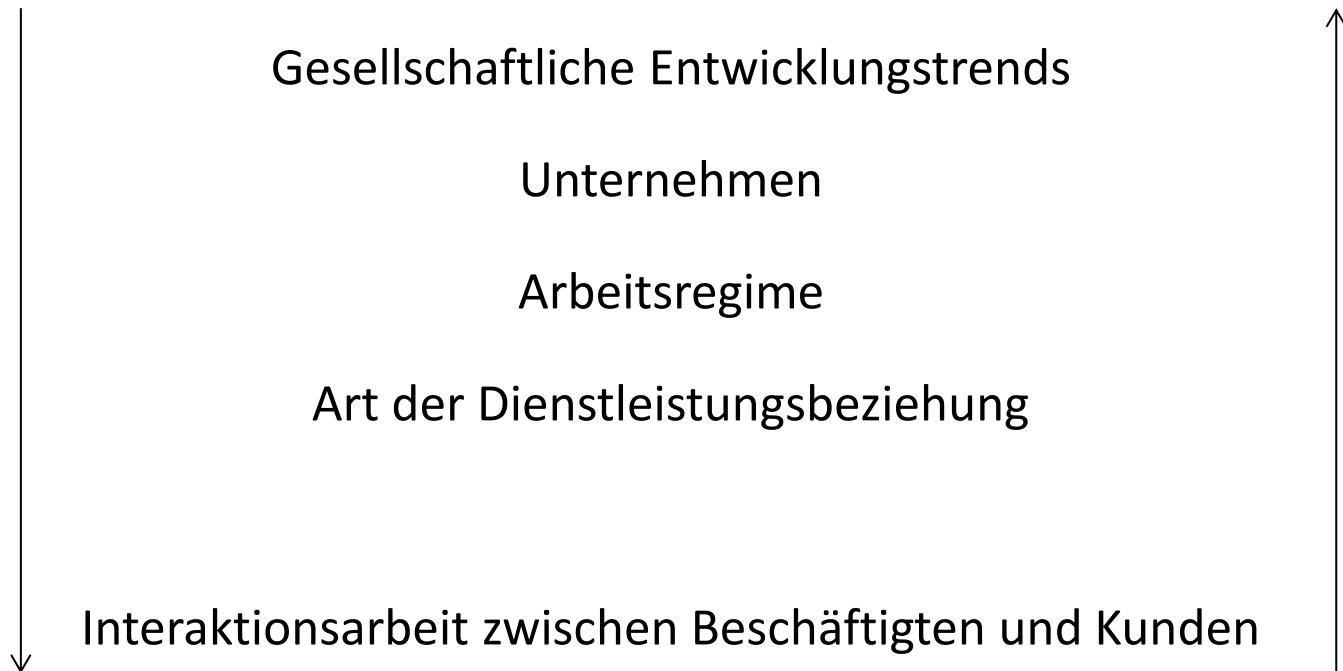 Gesellschaftliche Entwicklungstrends
Unternehmen
Arbeitsregime
Art der Dienstleistungsbeziehung
Interaktionsarbeit zwischen Beschäftigten und Kunden